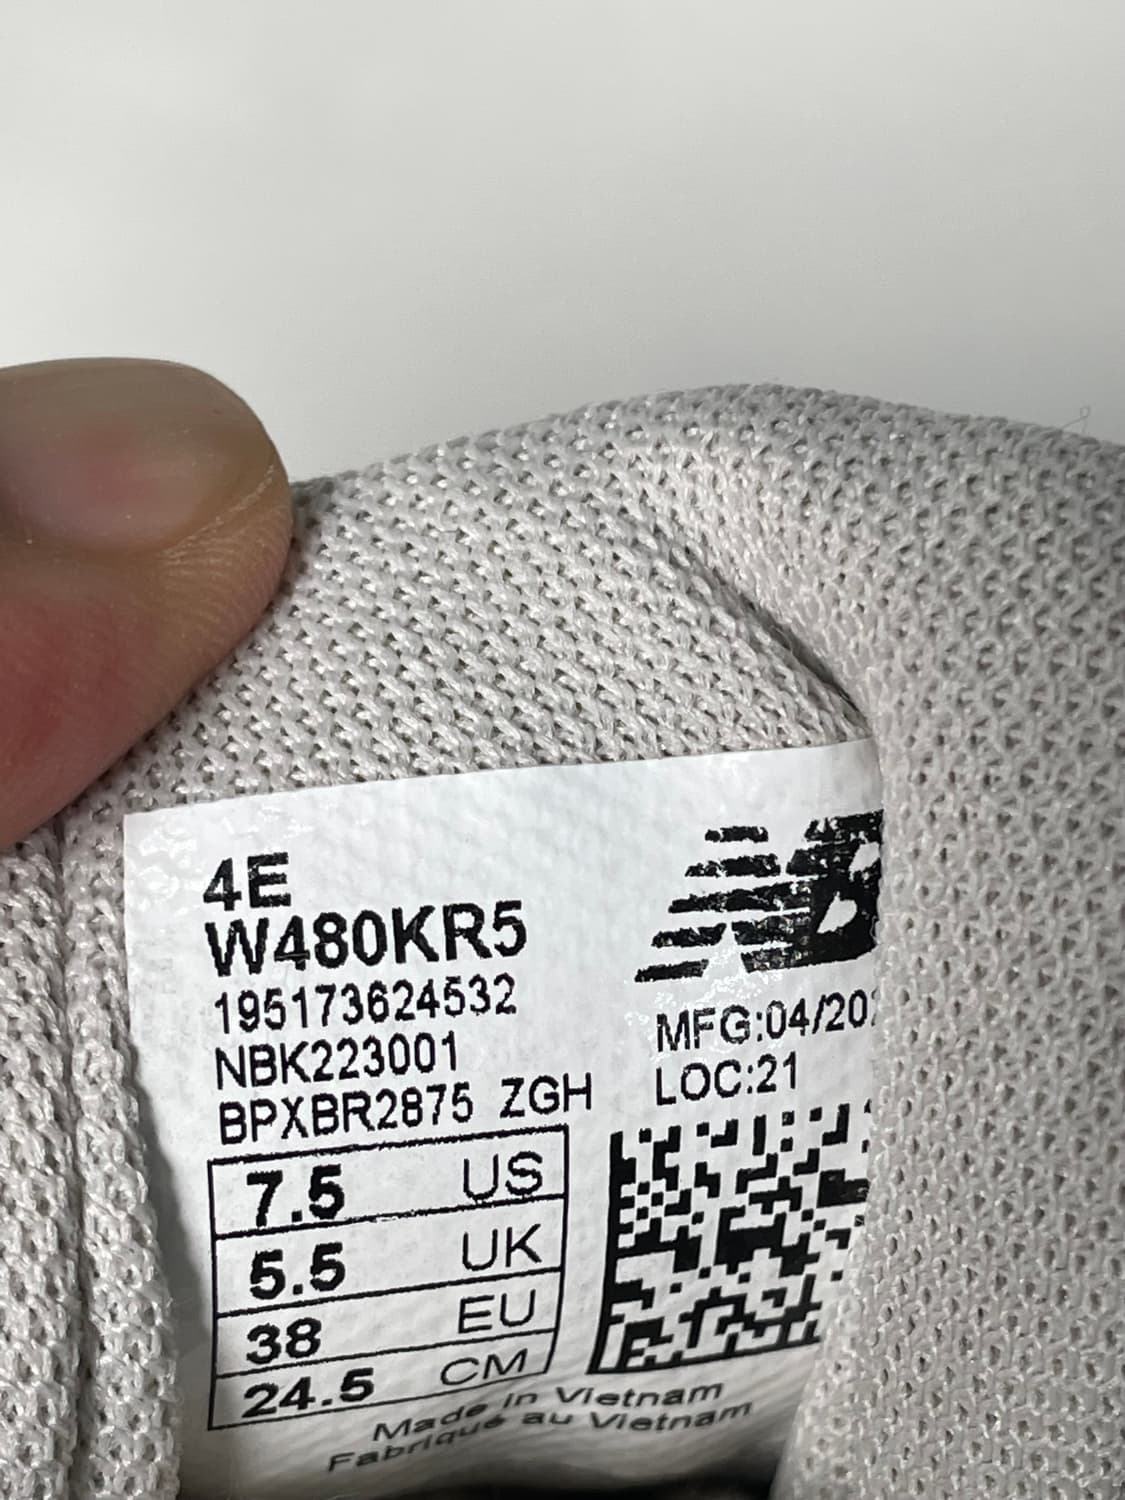 4E
W480KR5
195173624532
NBK223001
BPXBR2875 ZGH
NB
MFG:04/20
LOC:21
7.5 US
5.5 UK
38 EU
24.5 CM
Made in Vietnam
Fabriqué au Vietnam